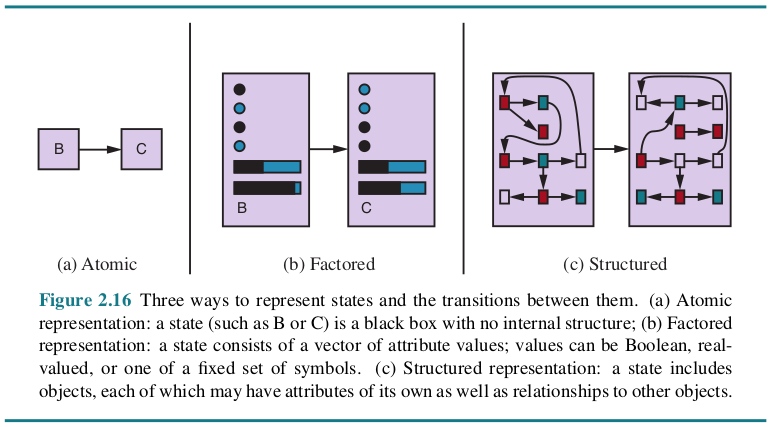 B
C
B
C
(a) Atomic
(b) Factored
(c) Structured
Figure 2.16 Three ways to represent states and the transitions between them. (a) Atomic
representation: a state (such as B or C) is a black box with no internal structure; (b) Factored
representation: a state consists of a vector of attribute values; values can be Boolean, real-
valued, or one of a fixed set of symbols. (c) Structured representation: a state includes
objects, each of which may have attributes of its own as well as relationships to other objects.